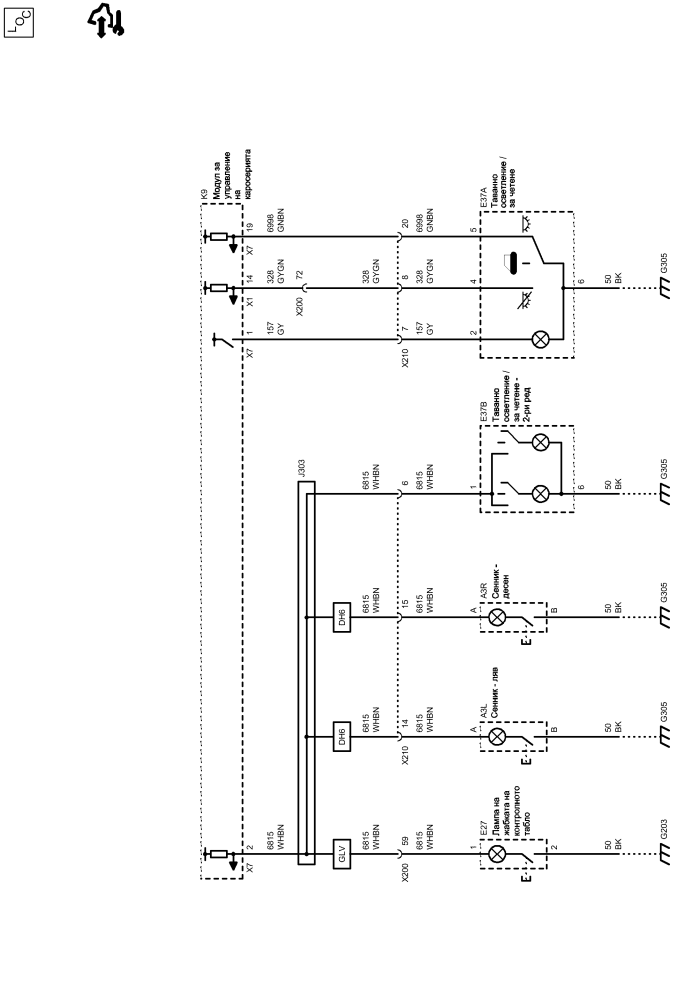 LOC
K9
Модул за
управление
на
каросерията
X7
19
6998
GNBN
20
6998
GNBN
5
E37A
Таванно
осветление /
за четене
X1
14
328
GYGN
X200
72
328
GYGN
8
328
GYGN
4
6
50
BK
G305
X7
1
157
GY
X210
7
157
GY
2
J303
6815
WHBN
6
6815
WHBN
1
E37B
Таванно
осветление /
за четене -
2-ри ред
6
50
BK
G305
DH6
6815
WHBN
15
6815
WHBN
A
A3R
Сенник -
десен
B
50
BK
G305
DH6
6815
WHBN
X210
14
6815
WHBN
A
A3L
Сенник - ляв
B
50
BK
G305
X7
2
6815
WHBN
GLV
6815
WHBN
X200
59
6815
WHBN
1
E27
Лампа на
жабката на
контролното
табло
2
50
BK
G203